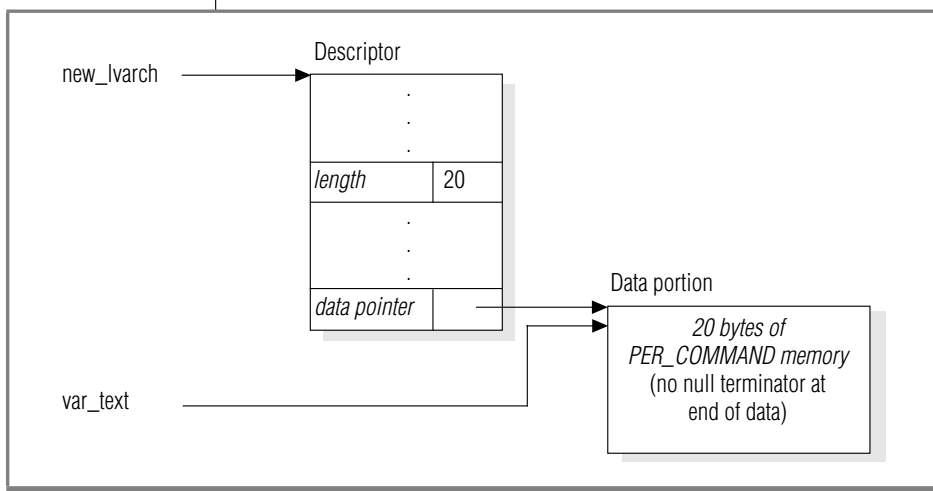 Descriptor
new_lvarch
.
.
.
length 20
.
.
.
Data portion
data pointer
20 bytes of
PER_COMMAND memory
(no null terminator at
end of data)
var_text